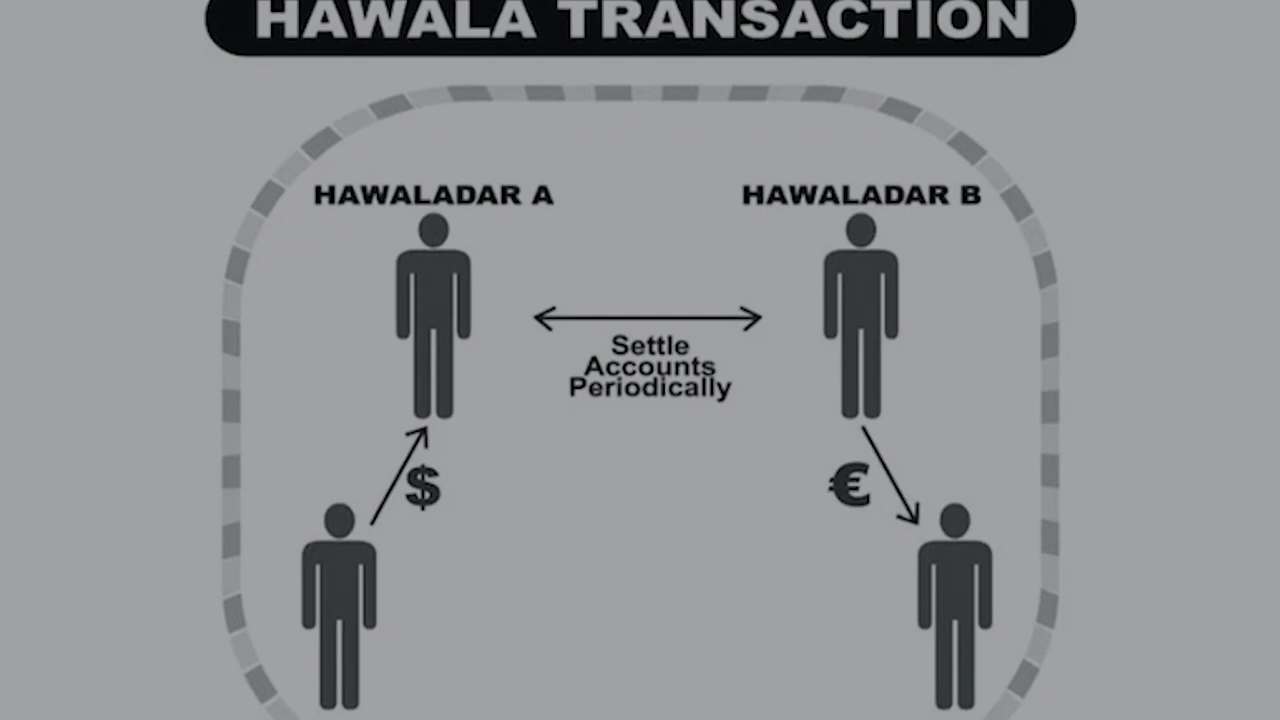 HAWALA TRANSACTION
HAWALADAR A
HAWALADAR B
Settle
Accounts
Periodically
$
€